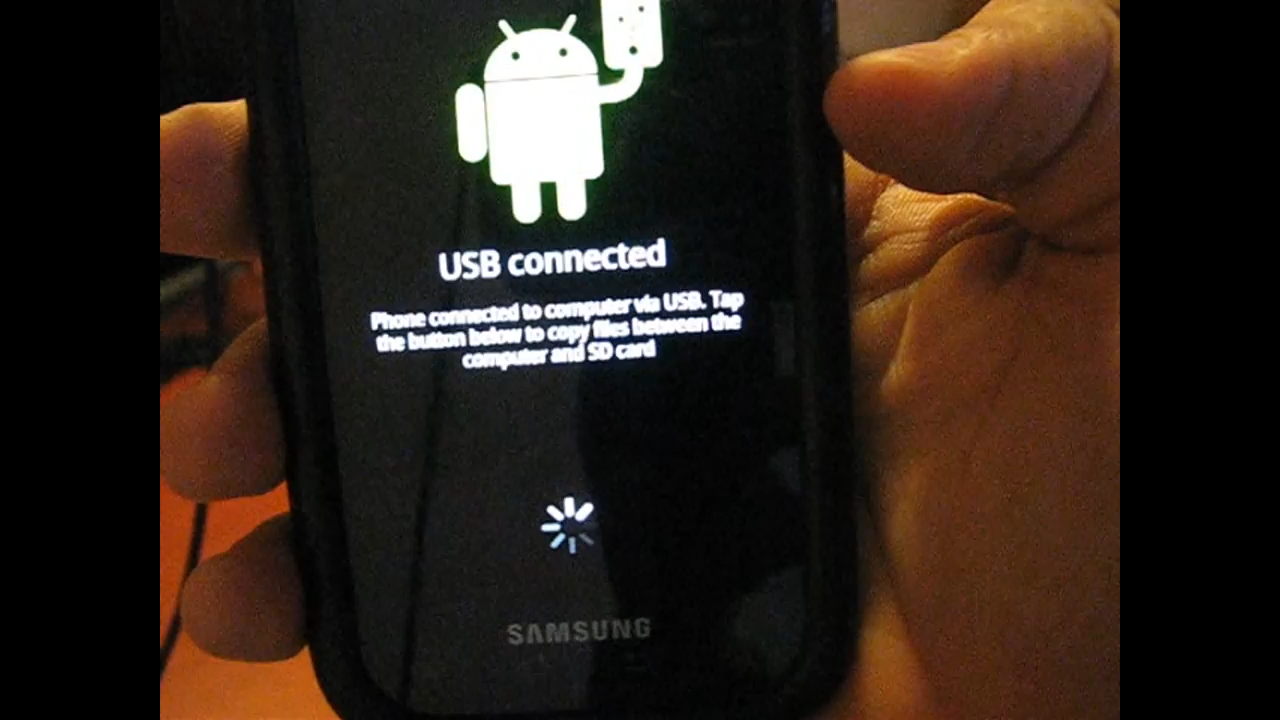 USB connected
Phone connected to computer via USB. Tap
the button below to copy files between the
computer and SD card
SAMSUNG